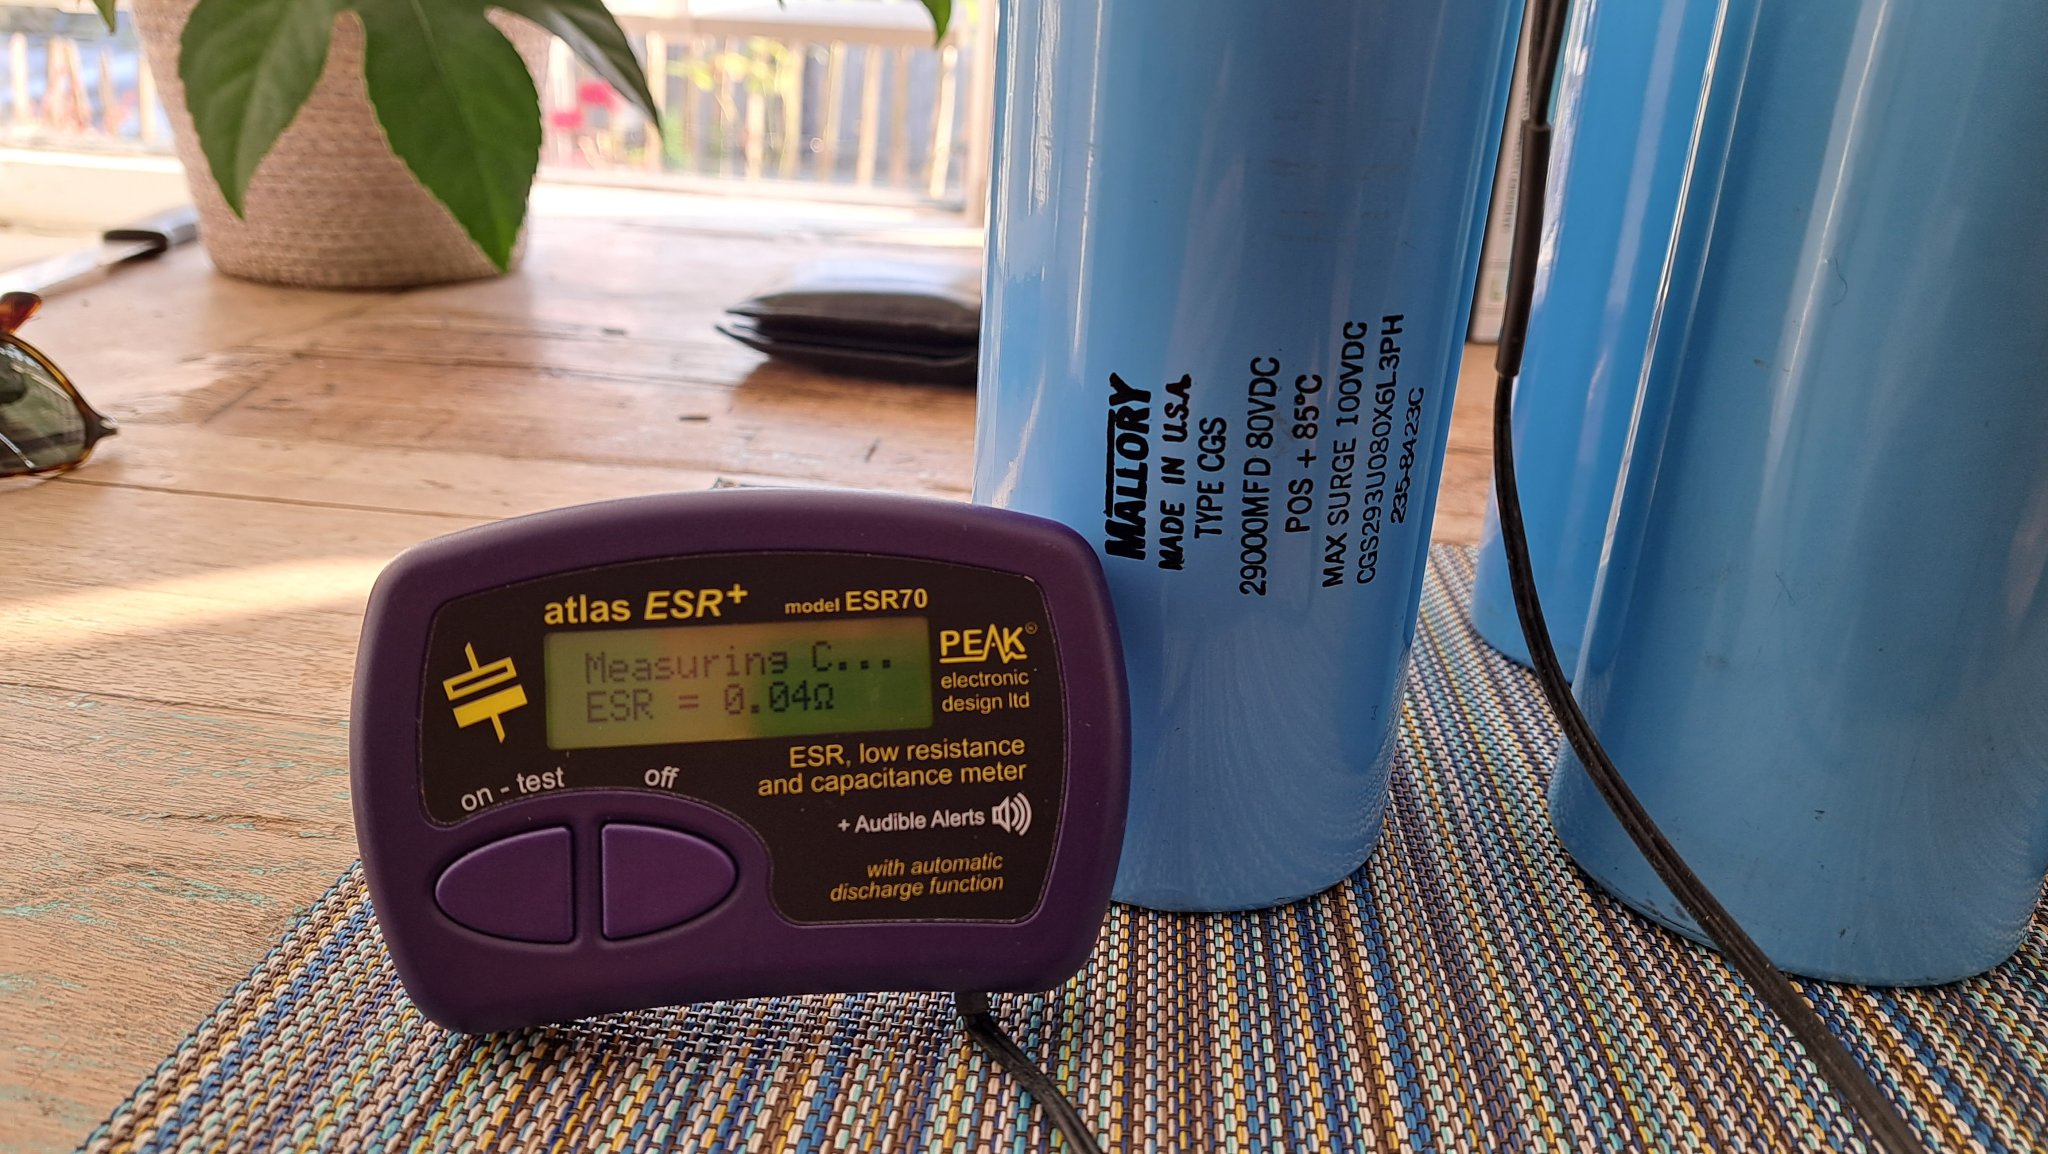 MALLORY
MADE IN U.S.A
TYPE CGS
29000MFD 80VDC
POS + 85°C
MAX SURGE 100VDC
CGS293U080X6L3PH
235-8423C
atlas ESR+
model ESR70
Measuring C...
ESR = 0.04Ω
PEAK®
electronic
design ltd
ESR, low resistance
and capacitance meter
on - test
off
+ Audible Alerts
with automatic
discharge function